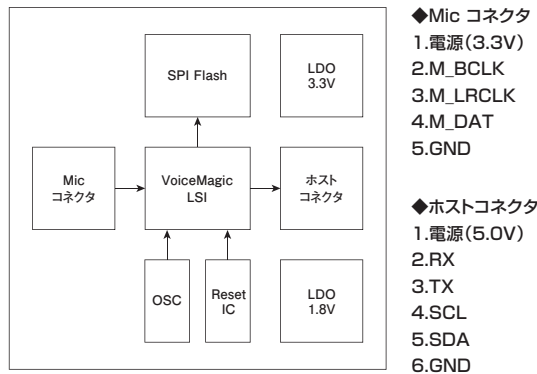 SPI Flash
LDO
3.3V
Mic
コネクタ
VoiceMagic
LSI
ホスト
コネクタ
OSC
Reset
IC
LDO
1.8V
◆Mic コネクタ
1.電源(3.3V)
2.M_BCLK
3.M_LRCLK
4.M_DAT
5.GND
◆ホストコネクタ
1.電源(5.0V)
2.RX
3.TX
4.SCL
5.SDA
6.GND